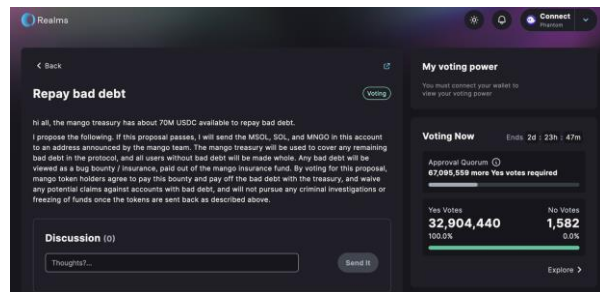 Realms
Connect
Phantom
Back
Repay bad debt
Voting
hi all, the mango treasury has about 70M USDC available to repay bad debt.
I propose the following. If this proposal passes, I will send the MSOL, SOL, and MNGO in this account
to an address announced by the mango team. The mango treasury will be used to cover any remaining
bad debt in the protocol, and all users without bad debt will be made whole. Any bad debt will be
viewed as a bug bounty / insurance, paid out of the mango insurance fund. By voting for this proposal,
mango token holders agree to pay this bounty and pay off the bad debt with the treasury, and waive
any potential claims against accounts with bad debt, and will not pursue any criminal investigations or
freezing of funds once the tokens are sent back as described above.
Discussion (0)
Thoughts?...
Send It
My voting power
You must connect your wallet to
view your voting power
Voting Now
Ends 2d : 23h : 47m
Approval Quorum
67,095,559 more Yes votes required
Yes Votes
No Votes
32,904,440
1,582
100.0%
0.0%
Explore